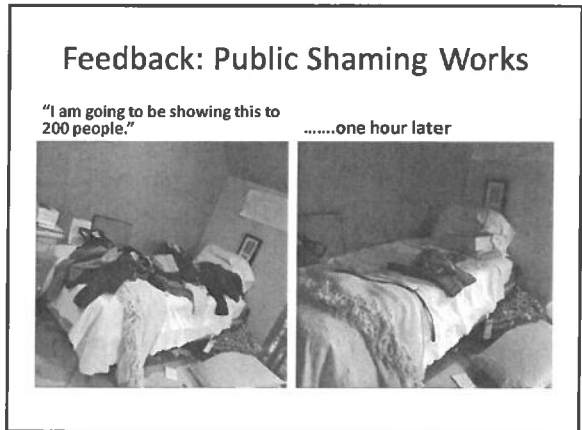 Feedback: Public Shaming Works
"I am going to be showing this to
200 people."
.......one hour later